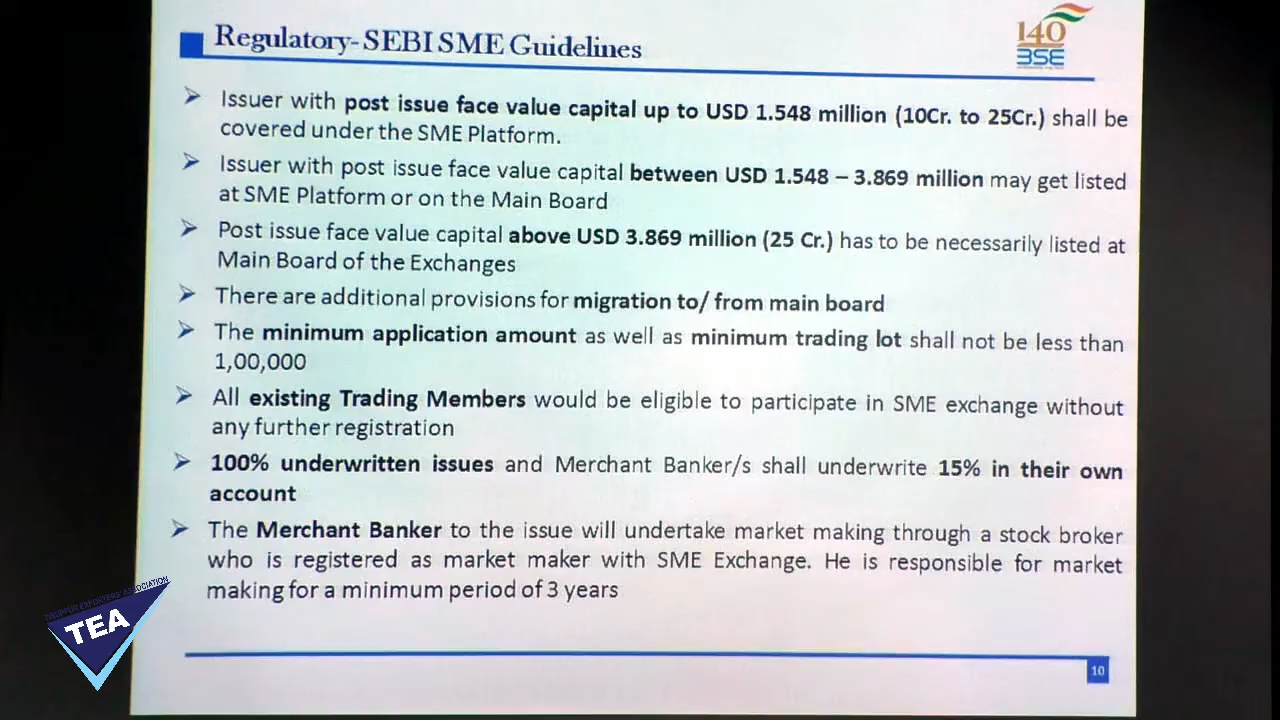 Regulatory-SEBI SME Guidelines
140
BSE
Issuer with post issue face value capital up to USD 1.548 million (10Cr. to 25Cr.) shall be
covered under the SME Platform.
Issuer with post issue face value capital between USD 1.548 – 3.869 million may get listed
at SME Platform or on the Main Board
Post issue face value capital above USD 3.869 million (25 Cr.) has to be necessarily listed at
Main Board of the Exchanges
There are additional provisions for migration to/ from main board
The minimum application amount as well as minimum trading lot shall not be less than
1,00,000
All existing Trading Members would be eligible to participate in SME exchange without
any further registration
100% underwritten issues and Merchant Banker/s shall underwrite 15% in their own
account
The Merchant Banker to the issue will undertake market making through a stock broker
who is registered as market maker with SME Exchange. He is responsible for market
making for a minimum period of 3 years
TIRUPPUR EXPORTERS' ASSOCIATION
TEA
10